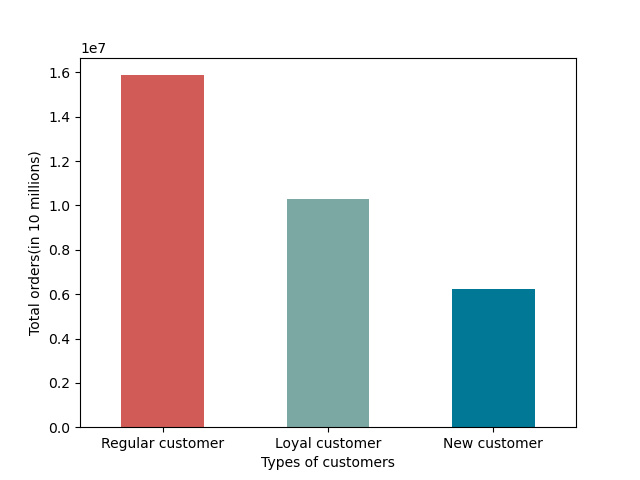 1e7
1.6
1.4
1.2
1.0
0.8
0.6
0.4
0.2
0.0
Total orders(in 10 millions)
Regular customer
Loyal customer
New customer
Types of customers